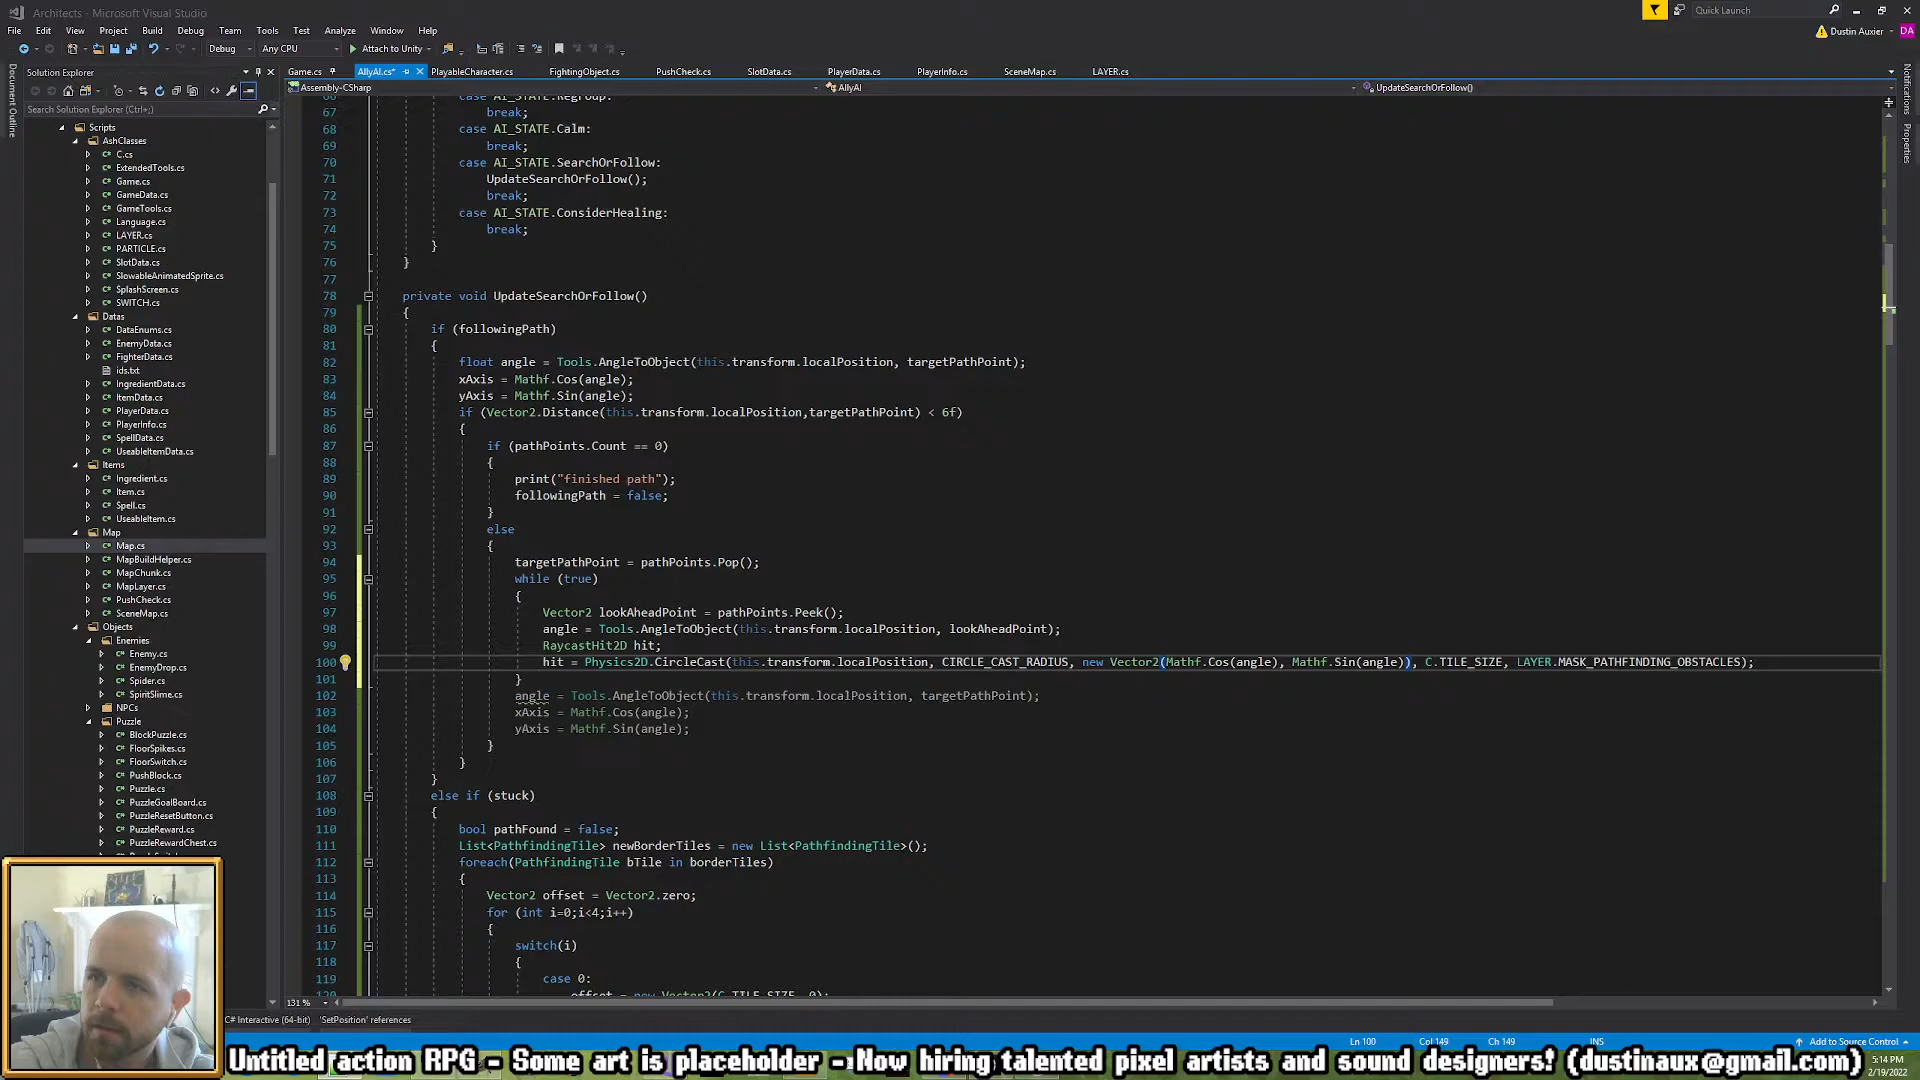 Architects - Microsoft Visual Studio
Quick Launch
File Edit View Project Build Debug Team Tools Test Analyze Window Help
Dustin Auxier DA
Debug Any CPU Attach to Unity
Document Outline
Notifications
Properties
Solution Explorer
Search Solution Explorer (Ctrl+;)
Scripts
AshClasses
C.cs
ExtendedTools.cs
Game.cs
GameData.cs
GameTools.cs
Language.cs
LAYER.cs
PARTICLE.cs
SlotData.cs
SlowableAnimatedSprite.cs
SplashScreen.cs
SWITCH.cs
Datas
DataEnums.cs
EnemyData.cs
FighterData.cs
ids.txt
IngredientData.cs
ItemData.cs
PlayerData.cs
PlayerInfo.cs
SpellData.cs
UseableItemData.cs
Items
Ingredient.cs
Item.cs
Spell.cs
UseableItem.cs
Map
Map.cs
MapBuildHelper.cs
MapChunk.cs
MapLayer.cs
PushCheck.cs
SceneMap.cs
Objects
Enemies
Enemy.cs
EnemyDrop.cs
Spider.cs
SpiritSlime.cs
NPCs
Puzzle
BlockPuzzle.cs
FloorSpikes.cs
FloorSwitch.cs
PushBlock.cs
Puzzle.cs
PuzzleGoalBoard.cs
PuzzleResetButton.cs
PuzzleReward.cs
PuzzleRewardChest.cs
Game.cs AllyAI.cs* PlayableCharacter.cs FightingObject.cs PushCheck.cs SlotData.cs PlayerData.cs PlayerInfo.cs SceneMap.cs LAYER.cs
Assembly-CSharp AllyAI UpdateSearchOrFollow()
66 case AI_STATE.Regroup:
67 break;
68 case AI_STATE.Calm:
69 break;
70 case AI_STATE.SearchOrFollow:
71 UpdateSearchOrFollow();
72 break;
73 case AI_STATE.ConsiderHealing:
74 break;
75 }
76 }
77
78 private void UpdateSearchOrFollow()
79 {
80 if (followingPath)
81 {
82 float angle = Tools.AngleToObject(this.transform.localPosition, targetPathPoint);
83 xAxis = Mathf.Cos(angle);
84 yAxis = Mathf.Sin(angle);
85 if (Vector2.Distance(this.transform.localPosition,targetPathPoint) < 6f)
86 {
87 if (pathPoints.Count == 0)
88 {
89 print("finished path");
90 followingPath = false;
91 }
92 else
93 {
94 targetPathPoint = pathPoints.Pop();
95 while (true)
96 {
97 Vector2 lookAheadPoint = pathPoints.Peek();
98 angle = Tools.AngleToObject(this.transform.localPosition, lookAheadPoint);
99 RaycastHit2D hit;
100 hit = Physics2D.CircleCast(this.transform.localPosition, CIRCLE_CAST_RADIUS, new Vector2(Mathf.Cos(angle), Mathf.Sin(angle)), C.TILE_SIZE, LAYER.MASK_PATHFINDING_OBSTACLES);
101 }
102 angle = Tools.AngleToObject(this.transform.localPosition, targetPathPoint);
103 xAxis = Mathf.Cos(angle);
104 yAxis = Mathf.Sin(angle);
105 }
106 }
107 }
108 else if (stuck)
109 {
110 bool pathFound = false;
111 List<PathfindingTile> newBorderTiles = new List<PathfindingTile>();
112 foreach(PathfindingTile bTile in borderTiles)
113 {
114 Vector2 offset = Vector2.zero;
115 for (int i=0;i<4;i++)
116 {
117 switch(i)
118 {
119 case 0:
120 offset = new Vector2(C.TILE_SIZE, 0);
131 %
C# Interactive (64-bit) 'SetPosition' references
Ln 100 Col 149 Ch 149 INS Add to Source Control
Untitled action RPG - Some art is placeholder - Now hiring talented pixel artists and sound designers! (dustinaux@gmail.com)
5:14 PM
2/19/2022